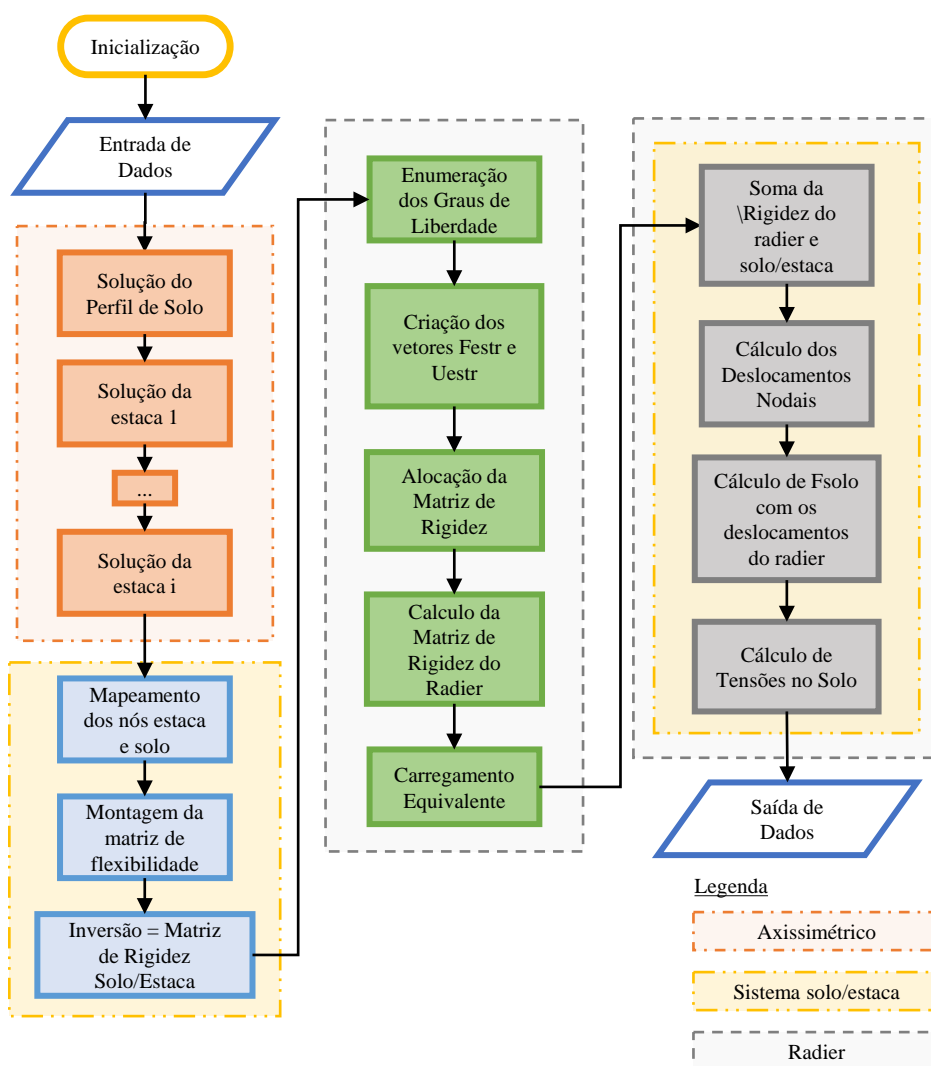 Inicialização
Entrada de
Dados
Solução do
Perfil de Solo
Solução da
estaca 1
...
Solução da
estaca i
Mapeamento
dos nós estaca
e solo
Montagem da
matriz de
flexibilidade
Inversão = Matriz
de Rigidez
Solo/Estaca
Enumeração
dos Graus de
Liberdade
Criação dos
vetores Festr e
Uestr
Alocação da
Matriz de
Rigidez
Calculo da
Matriz de
Rigidez do
Radier
Carregamento
Equivalente
Soma da
\Rigidez do
radier e
solo/estaca
Cálculo dos
Deslocamentos
Nodais
Cálculo de Fsolo
com os
deslocamentos
do radier
Cálculo de
Tensões no Solo
Saída de
Dados
Legenda
Axissimétrico
Sistema solo/estaca
Radier